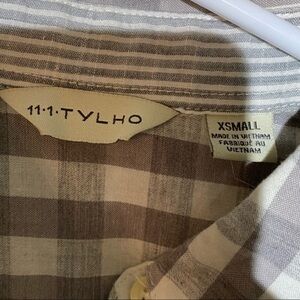 11·1·TYLHO
XSMALL
MADE IN VIETNAM
FABRIQUÉ AU
VIETNAM